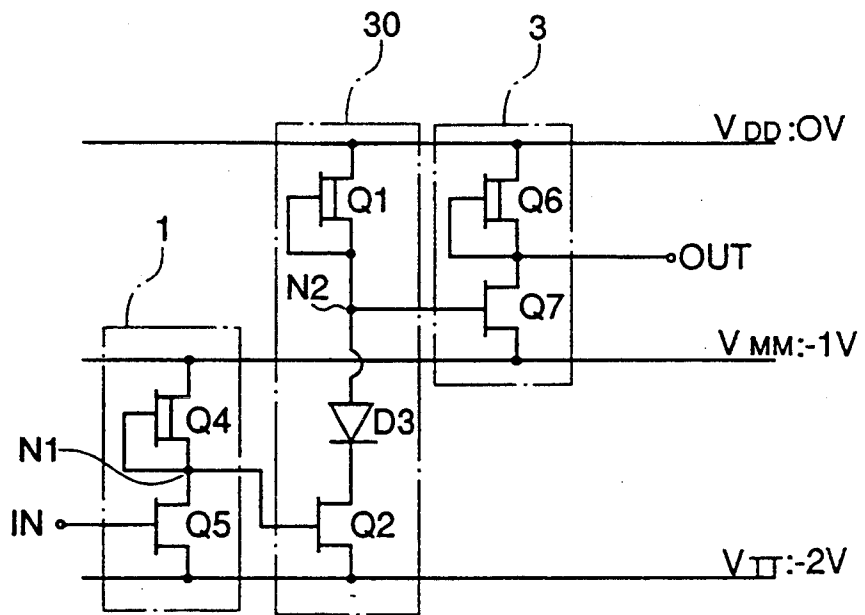 30
3
V DD:0V
Q1
Q6
1
OUT
N2
Q7
V MM:-1V
Q4
D3
N1
IN
Q5
Q2
V TT:-2V